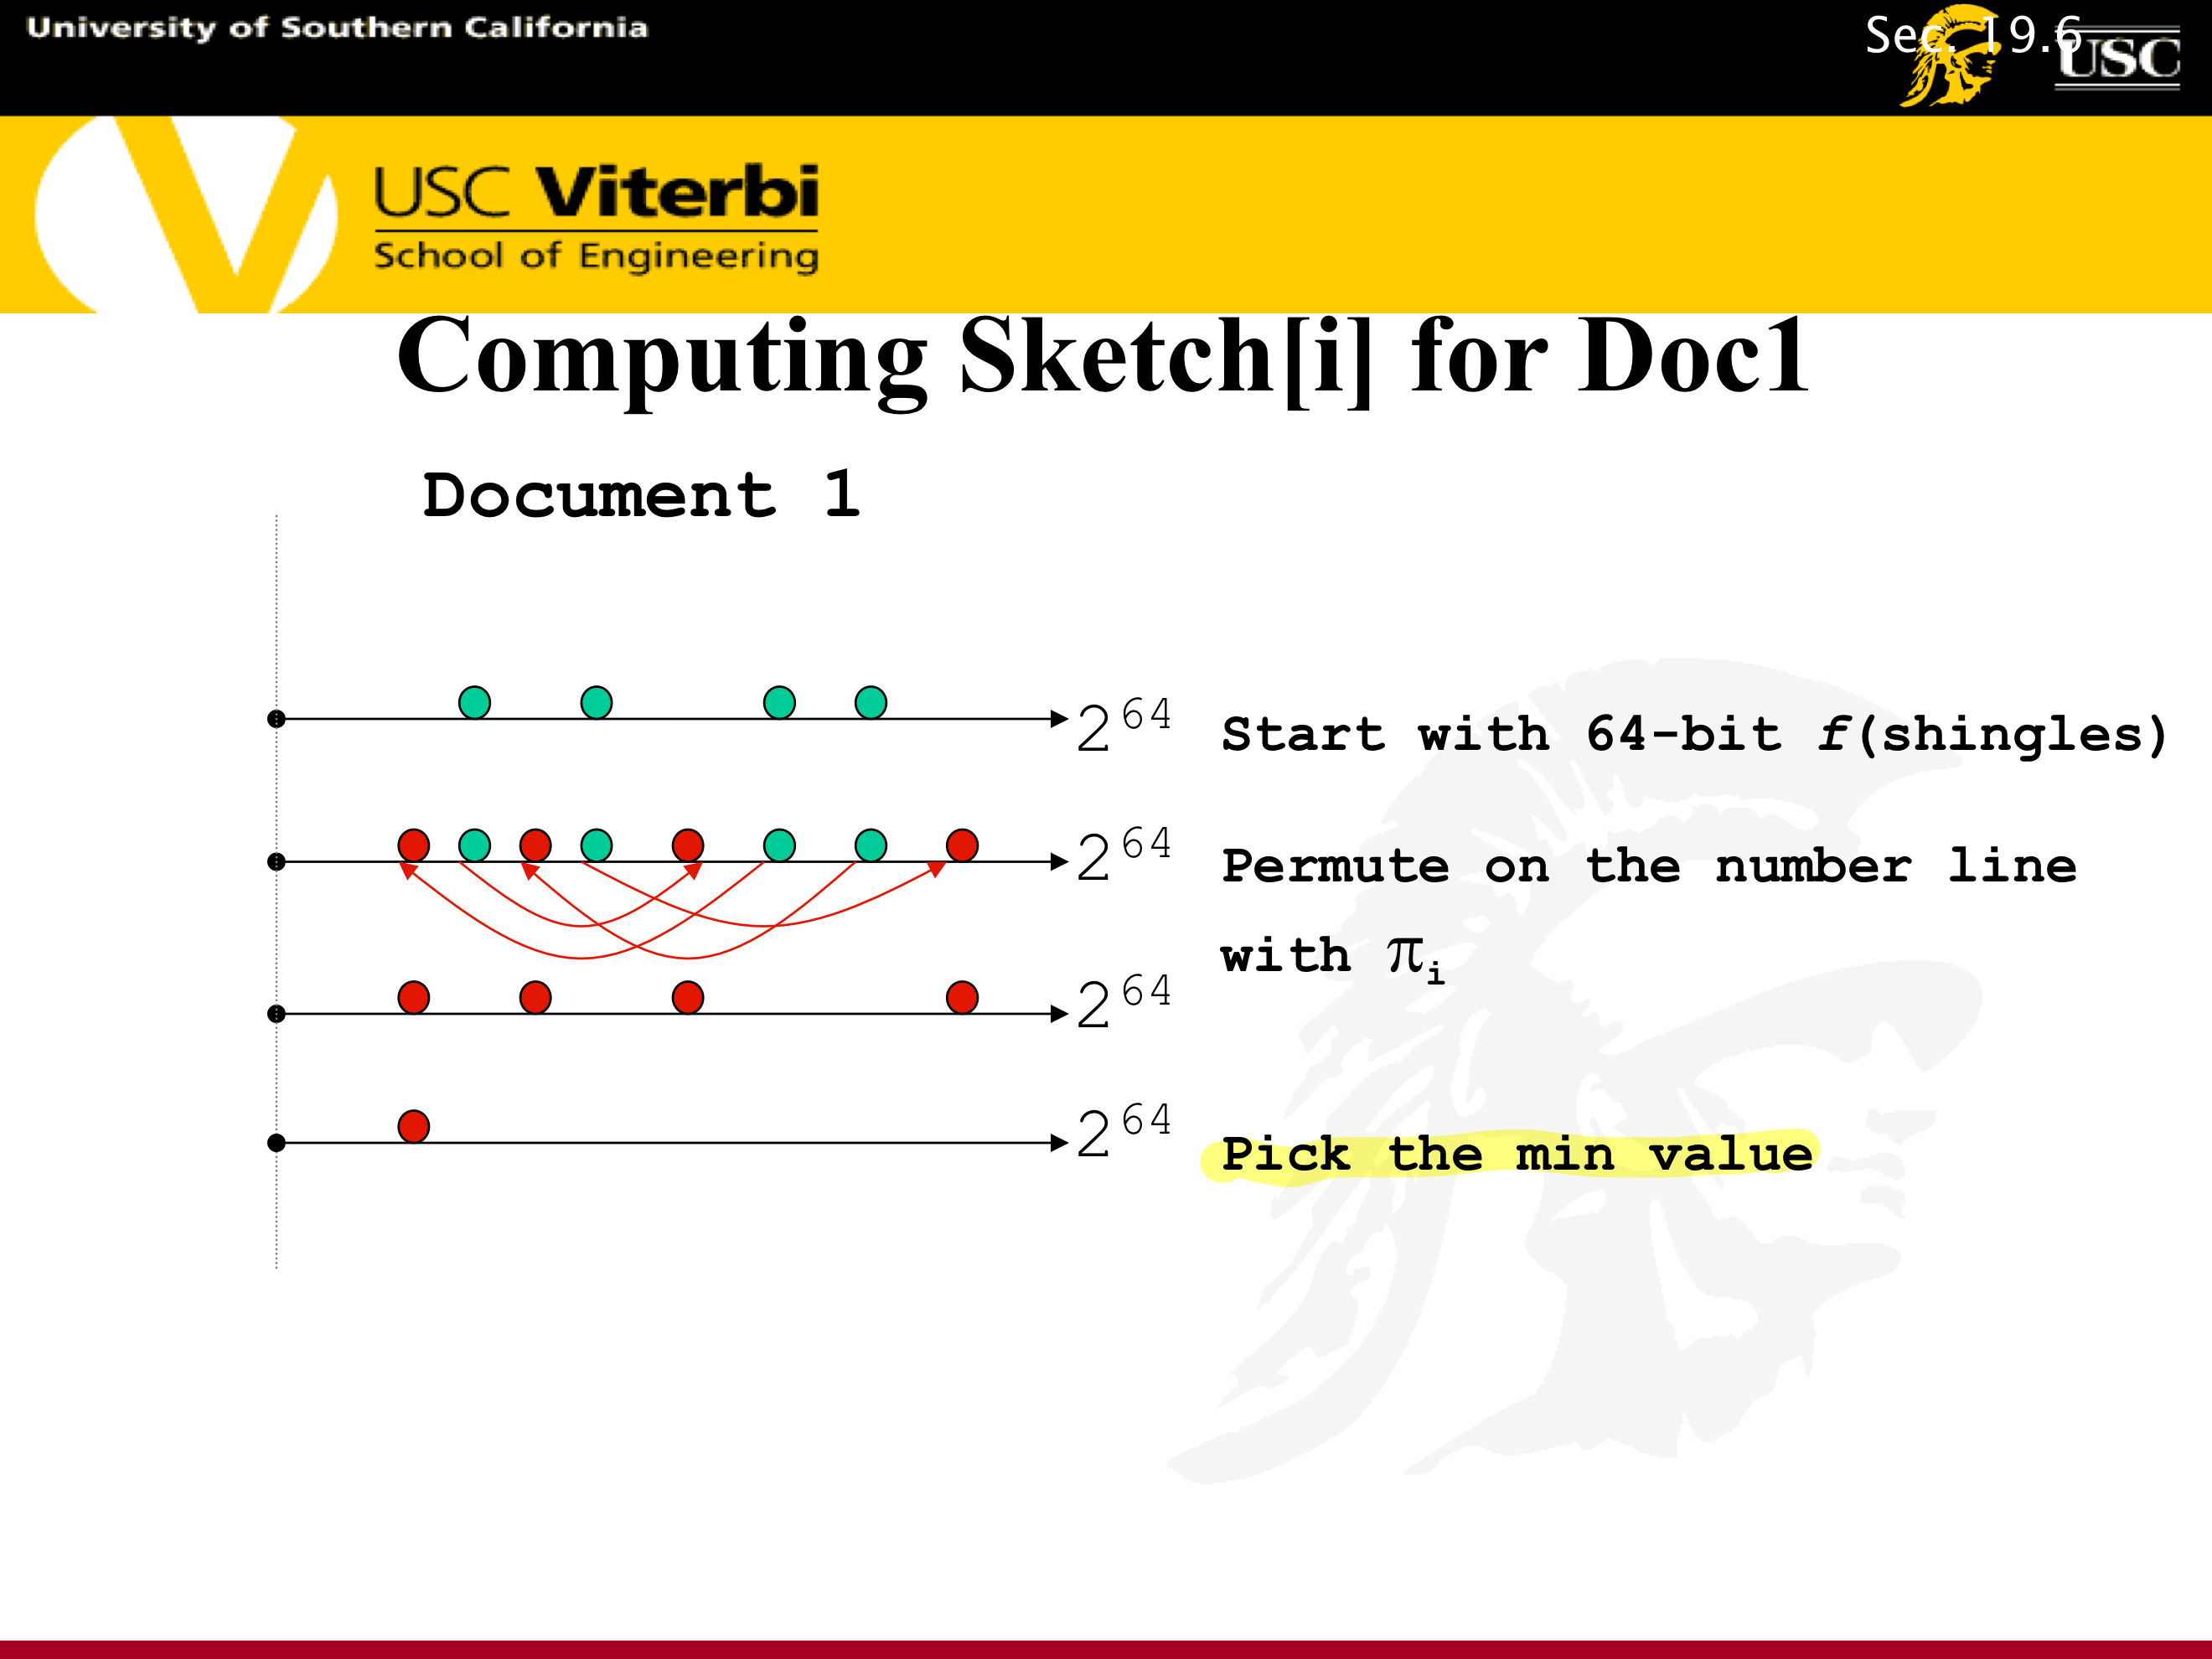 University of Southern California
Sec. 19.6
USC
USC Viterbi
School of Engineering
Computing Sketch[i] for Doc1
Document 1
2^64 Start with 64-bit f(shingles)
2^64 Permute on the number line
with π_i
2^64
2^64 Pick the min value